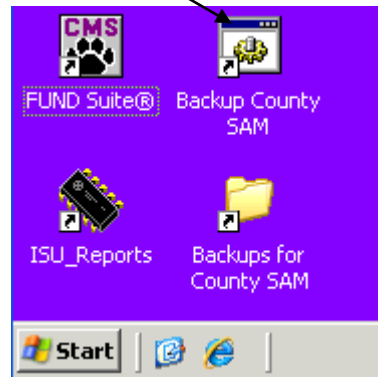 CMS
FUND Suite®
Backup County
SAM
ISU_Reports
Backups for
County SAM
Start